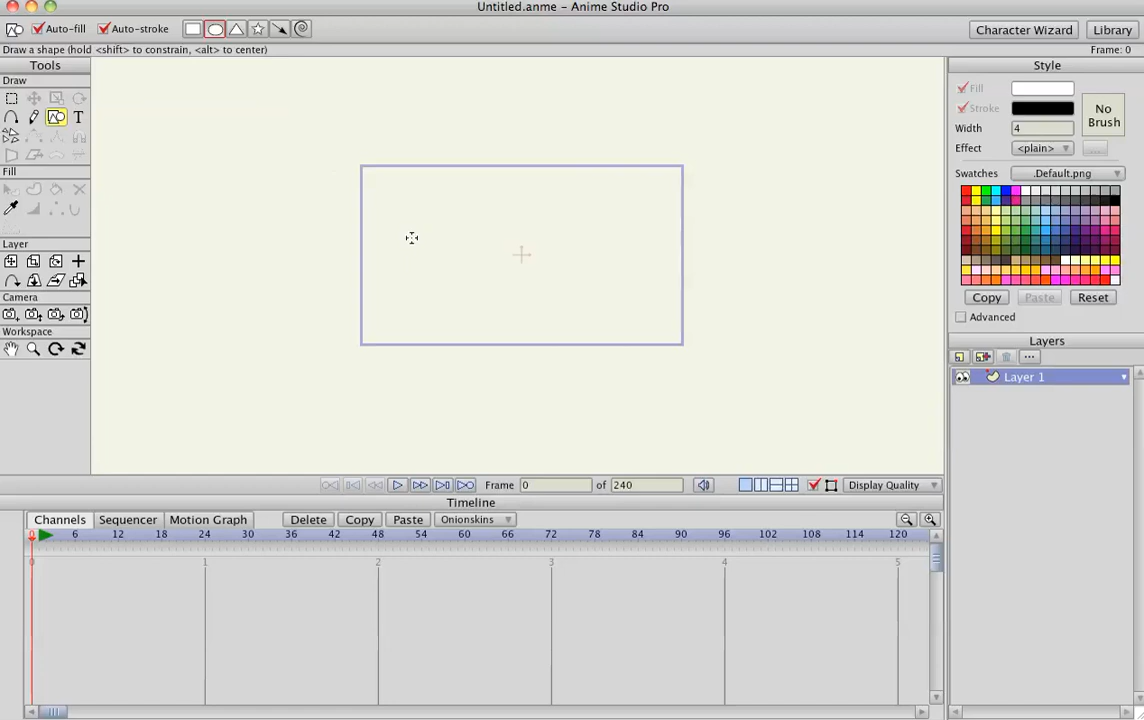 Untitled.anme - Anime Studio Pro
Auto-fill Auto-stroke Character Wizard Library
Draw a shape (hold <shift> to constrain, <alt> to center) Frame: 0
Tools
Draw
T
Fill
Layer
Camera
Workspace
Style
Fill
Stroke
No Brush
Width 4
Effect <plain> ...
Swatches .Default.png
Copy Paste Reset
Advanced
Layers
...
Layer 1
Frame 0 of 240 Display Quality
Timeline
Channels Sequencer Motion Graph Delete Copy Paste Onionskins
0 6 12 18 24 30 36 42 48 54 60 66 72 78 84 90 96 102 108 114 120
0 1 2 3 4 5